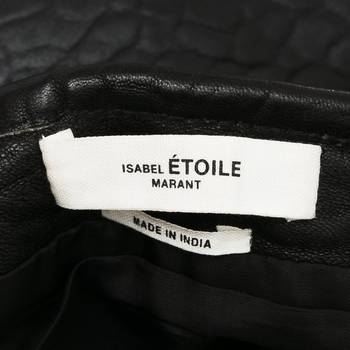 ISABEL ÉTOILE
MARANT
MADE IN INDIA